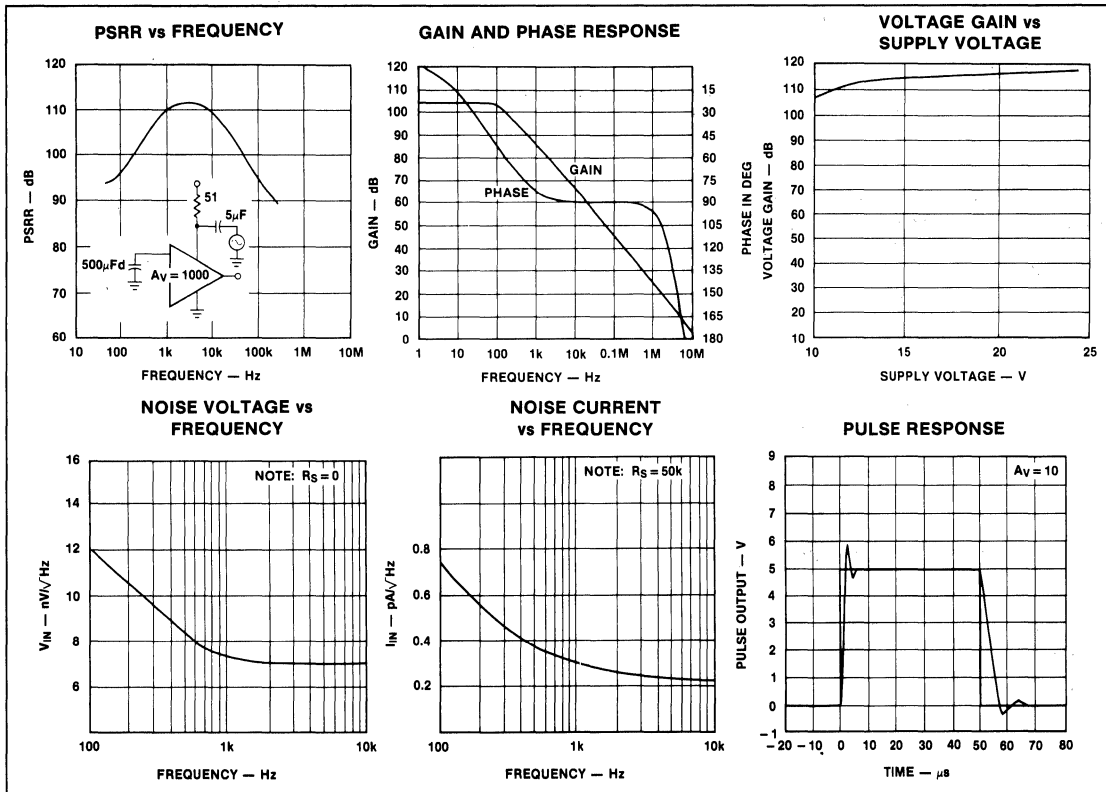 PSRR vs FREQUENCY
120
110
100
90
80
70
60
PSRR — dB
51
5μF
500μFd
AV = 1000
10 100 1k 10k 100k 1M 10M
FREQUENCY — Hz
GAIN AND PHASE RESPONSE
120
110
100
90
80
70
60
50
40
30
20
10
0
GAIN — dB
GAIN
PHASE
15
30
45
60
75
90
105
120
135
150
165
180
PHASE IN DEG
1 10 100 1k 10k 0.1M 1M 10M
FREQUENCY — Hz
VOLTAGE GAIN vs
SUPPLY VOLTAGE
120
110
100
90
80
70
60
50
40
30
20
10
VOLTAGE GAIN — dB
10 15 20 25
SUPPLY VOLTAGE — V
NOISE VOLTAGE vs
FREQUENCY
NOTE: RS = 0
16
14
12
10
8
6
VIN — nV/√Hz
100 1k 10k
FREQUENCY — Hz
NOISE CURRENT
vs FREQUENCY
NOTE: RS = 50k
0.8
0.6
0.4
0.2
IIN — pA/√Hz
100 1k 10k
FREQUENCY — Hz
PULSE RESPONSE
AV = 10
9
8
7
6
5
4
3
2
1
0
−1
PULSE OUTPUT — V
−20 −10 0 10 20 30 40 50 60 70 80
TIME — μs